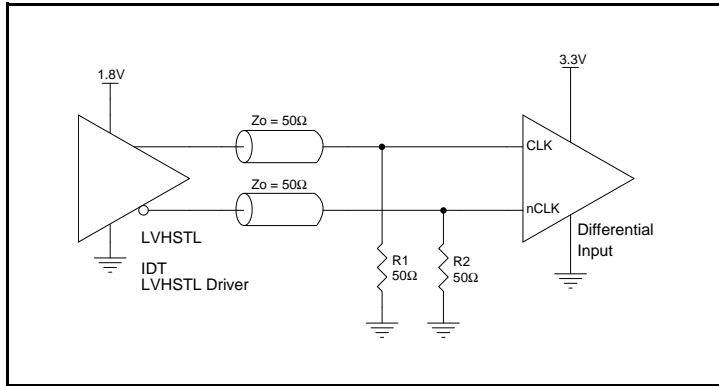 1.8V
3.3V
Zo = 50Ω
CLK
Zo = 50Ω
nCLK
LVHSTL
Differential
Input
IDT
LVHSTL Driver
R1
50Ω
R2
50Ω